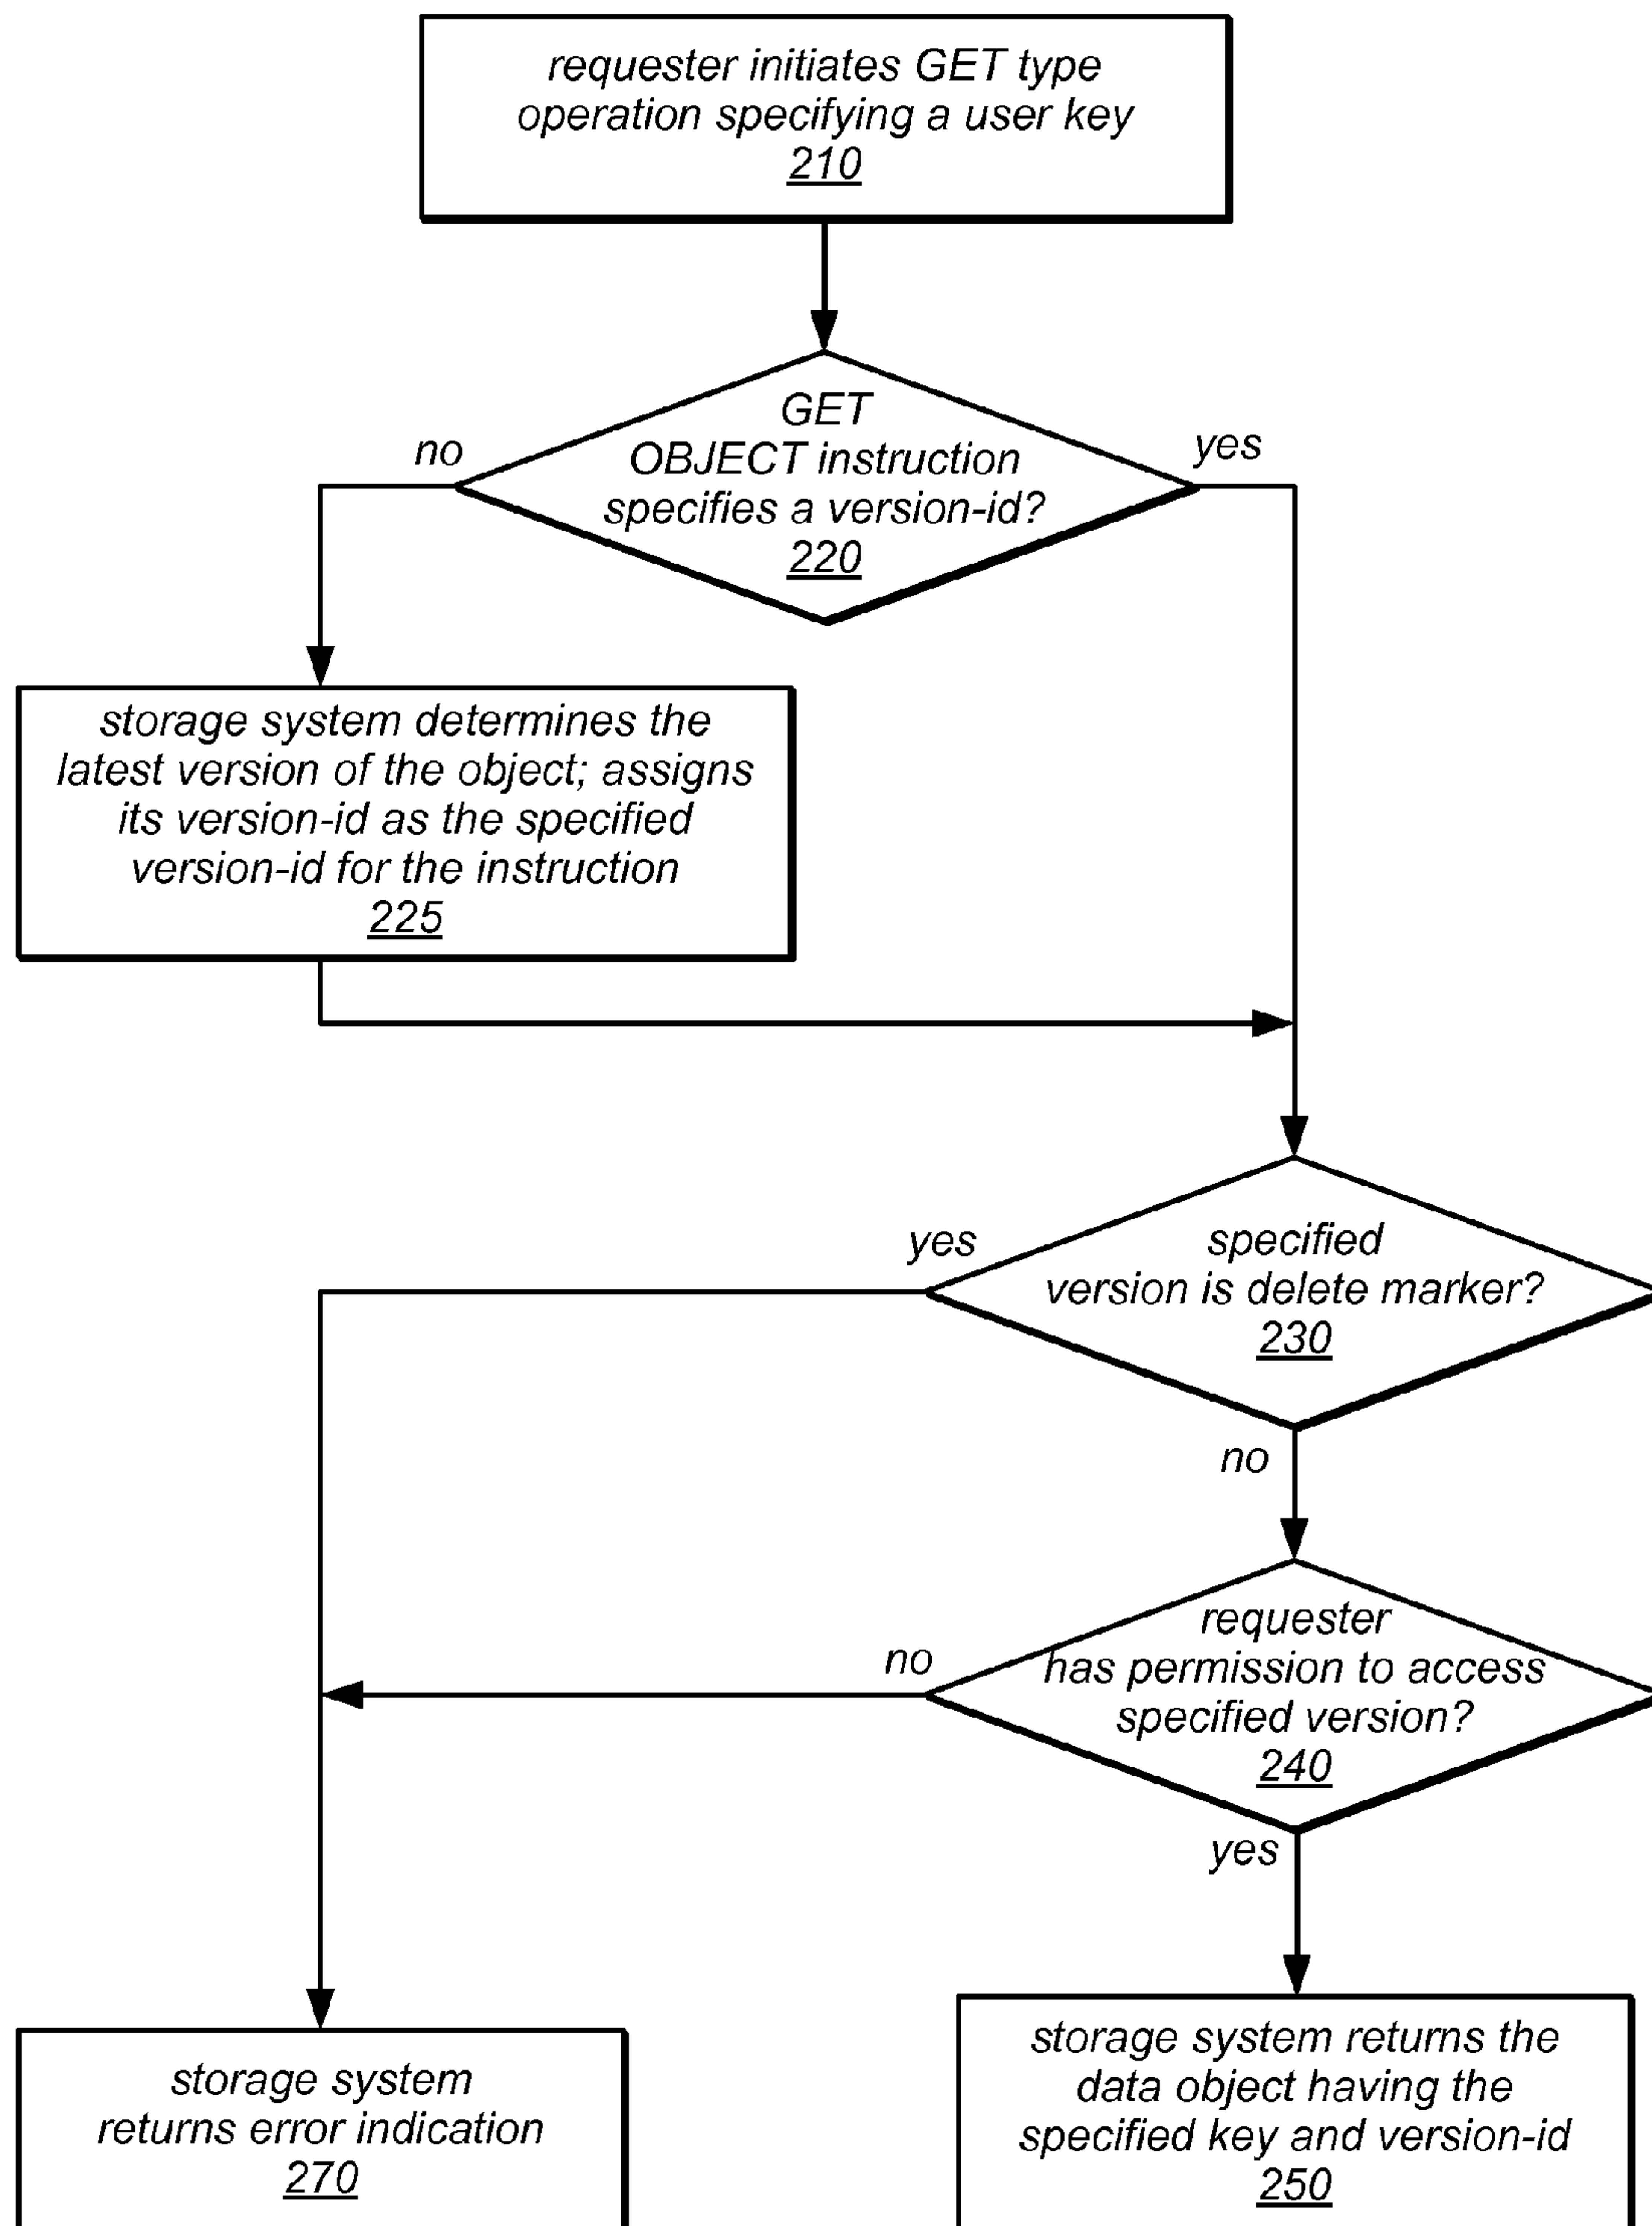 requester initiates GET type
operation specifying a user key
210
GET
OBJECT instruction
specifies a version-id?
220
no
yes
storage system determines the
latest version of the object; assigns
its version-id as the specified
version-id for the instruction
225
yes
specified
version is delete marker?
230
no
requester
has permission to access
specified version?
240
no
yes
storage system
returns error indication
270
storage system returns the
data object having the
specified key and version-id
250